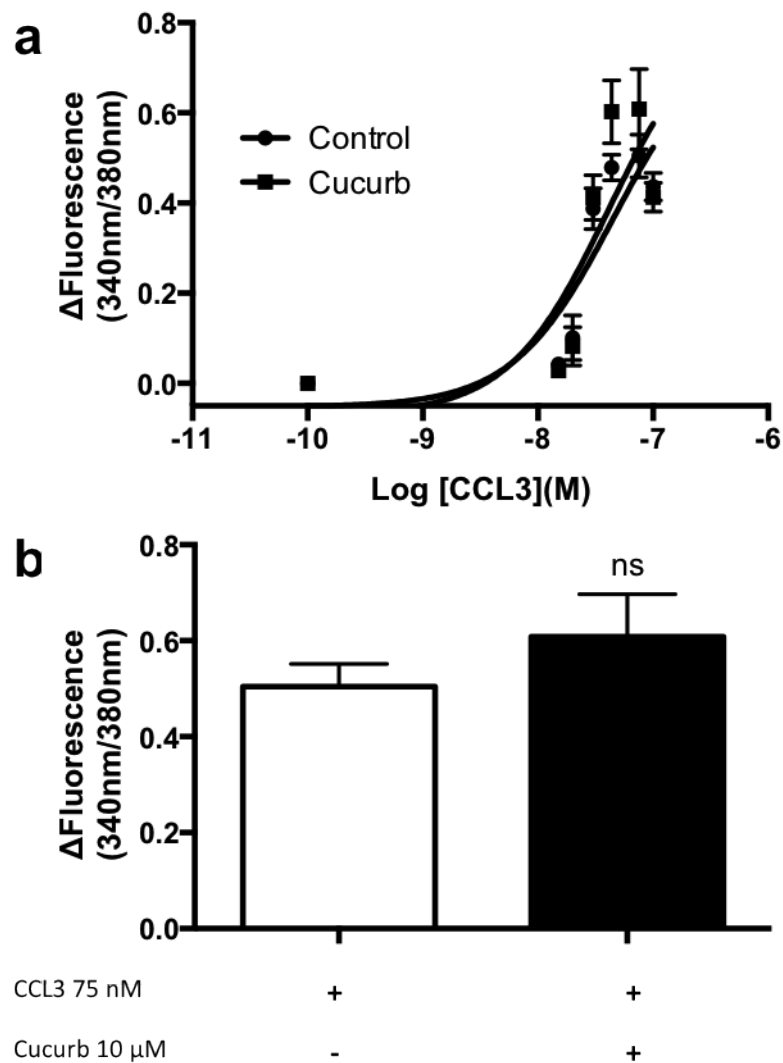 a
0.8
0.6
0.4
0.2
0.0
ΔFluorescence
(340nm/380nm)
Control
Cucurb
-11 -10 -9 -8 -7 -6
Log [CCL3](M)
b
0.8
0.6
0.4
0.2
0.0
ΔFluorescence
(340nm/380nm)
ns
CCL3 75 nM + +
Cucurb 10 μM - +